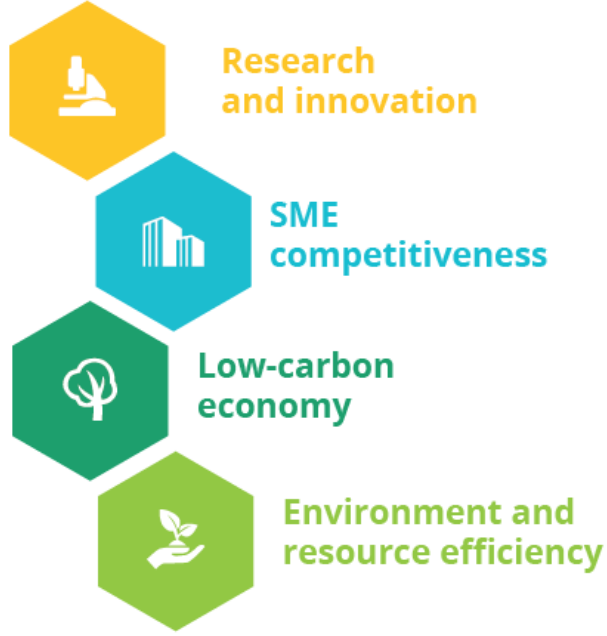 Research
and innovation
SME
competitiveness
Low-carbon
economy
Environment and
resource efficiency